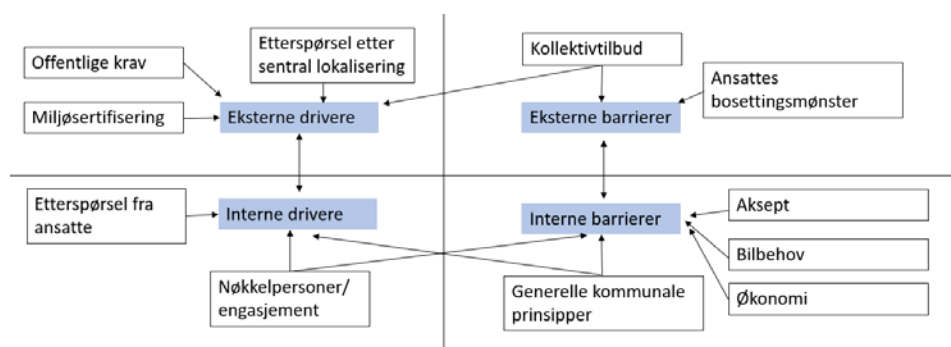 Offentlige krav
Etterspørsel etter
sentral lokalisering
Miljøsertifisering
Eksterne drivere
Kollektivtilbud
Ansattes
bosettingsmønster
Eksterne barrierer
Etterspørsel fra
ansatte
Interne drivere
Nøkkelpersoner/
engasjement
Interne barrierer
Generelle kommunale
prinsipper
Aksept
Bilbehov
Økonomi